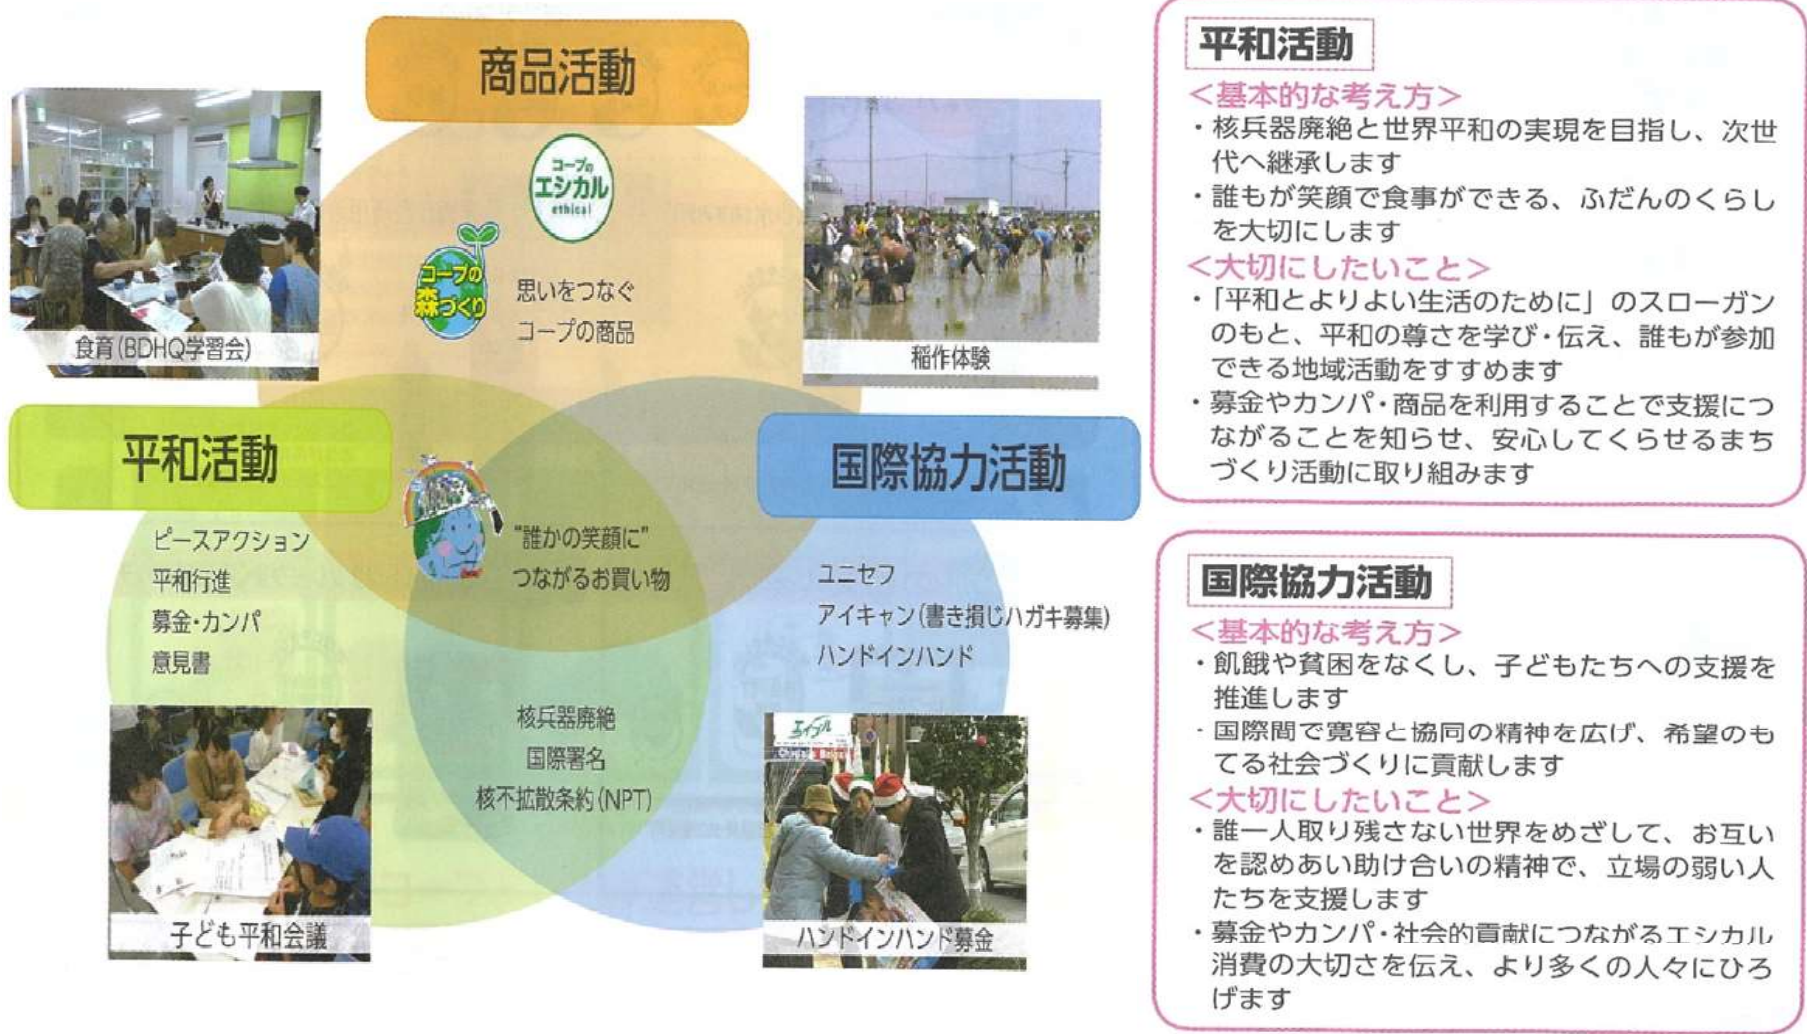 商品活動
コープの
エシカル
ethical
コープの
森づくり
思いをつなぐ
コープの商品
食育(BDHQ学習会)
稲作体験
平和活動
国際協力活動
ピースアクション
平和行進
募金・カンパ
意見書
"誰かの笑顔に"
つながるお買い物
ユニセフ
アイキャン(書き損じハガキ募集)
ハンドインハンド
核兵器廃絶
国際署名
核不拡散条約(NPT)
子ども平和会議
エイブル
ハンドインハンド募金
平和活動
<基本的な考え方>
・核兵器廃絶と世界平和の実現を目指し、次世
代へ継承します
・誰もが笑顔で食事ができる、ふだんのくらし
を大切にします
<大切にしたいこと>
・「平和とよりよい生活のために」のスローガン
のもと、平和の尊さを学び・伝え、誰もが参加
できる地域活動をすすめます
・募金やカンパ・商品を利用することで支援につ
ながることを知らせ、安心してくらせるまち
づくり活動に取り組みます
国際協力活動
<基本的な考え方>
・飢餓や貧困をなくし、子どもたちへの支援を
推進します
・国際間で寛容と協同の精神を広げ、希望のも
てる社会づくりに貢献します
<大切にしたいこと>
・誰一人取り残さない世界をめざして、お互い
を認めあい助け合いの精神で、立場の弱い人
たちを支援します
・募金やカンパ・社会的貢献につながるエシカル
消費の大切さを伝え、より多くの人々にひろ
げます